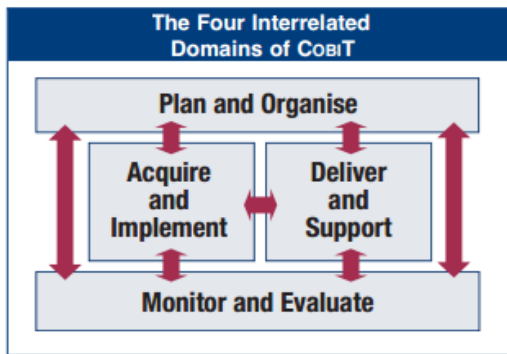 The Four Interrelated
Domains of COBIT
Plan and Organise
Acquire
and
Implement
Deliver
and
Support
Monitor and Evaluate